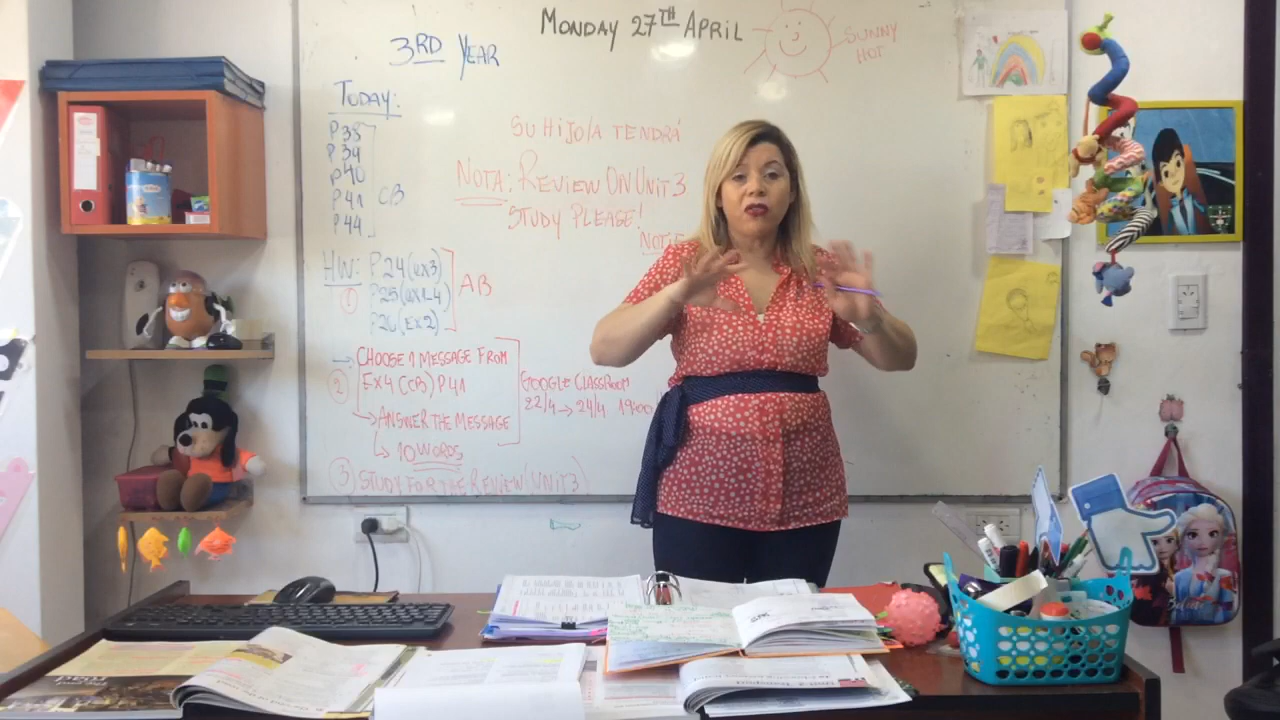 MONDAY 27TH APRIL
SUNNY
HOT
3RD YEAR
TODAY:
P33
P34
P40
P41 CB
P44
HW: P24(ex3)
1 P25(ex1-4) AB
P26(Ex2)
2 → CHOOSE 1 MESSAGE FROM
EX4 (CB) P41
→ ANSWER THE MESSAGE
↳ 10 WORDS
GOOGLE CLASSROOM
22/4 → 24/4 19:00
3 STUDY FOR THE REVIEW (UNIT 3)
SU HIJO/A TENDRÁ
NOTA: REVIEW ON UNIT 3
STUDY PLEASE!